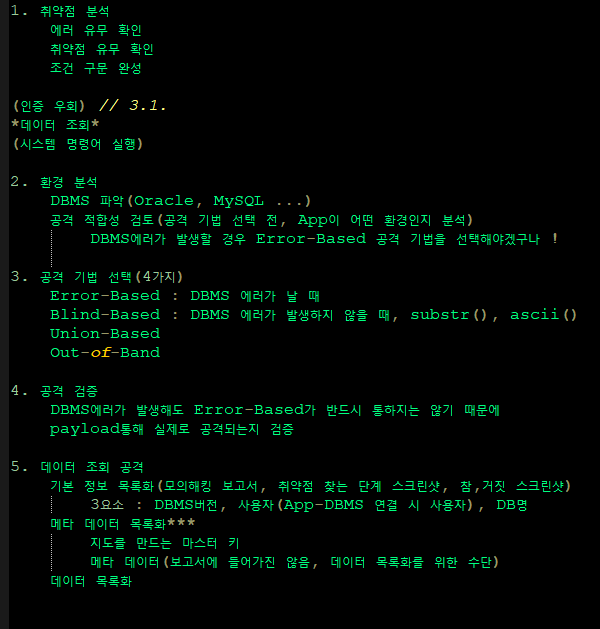 1. 취약점 분석
에러 유무 확인
취약점 유무 확인
조건 구문 완성
(인증 우회) // 3.1.
*데이터 조회*
(시스템 명령어 실행)
2. 환경 분석
DBMS 파악(Oracle, MySQL ...)
공격 적합성 검토(공격 기법 선택 전, App이 어떤 환경인지 분석)
DBMS에러가 발생할 경우 Error-Based 공격 기법을 선택해야겠구나 !
3. 공격 기법 선택(4가지)
Error-Based : DBMS 에러가 날 때
Blind-Based : DBMS 에러가 발생하지 않을 때, substr(), ascii()
Union-Based
Out-of-Band
4. 공격 검증
DBMS에러가 발생해도 Error-Based가 반드시 통하지는 않기 때문에
payload통해 실제로 공격되는지 검증
5. 데이터 조회 공격
기본 정보 목록화(모의해킹 보고서, 취약점 찾는 단계 스크린샷, 참,거짓 스크린샷)
3요소 : DBMS버전, 사용자(App-DBMS 연결 시 사용자), DB명
메타 데이터 목록화***
지도를 만드는 마스터 키
메타 데이터(보고서에 들어가진 않음, 데이터 목록화를 위한 수단)
데이터 목록화